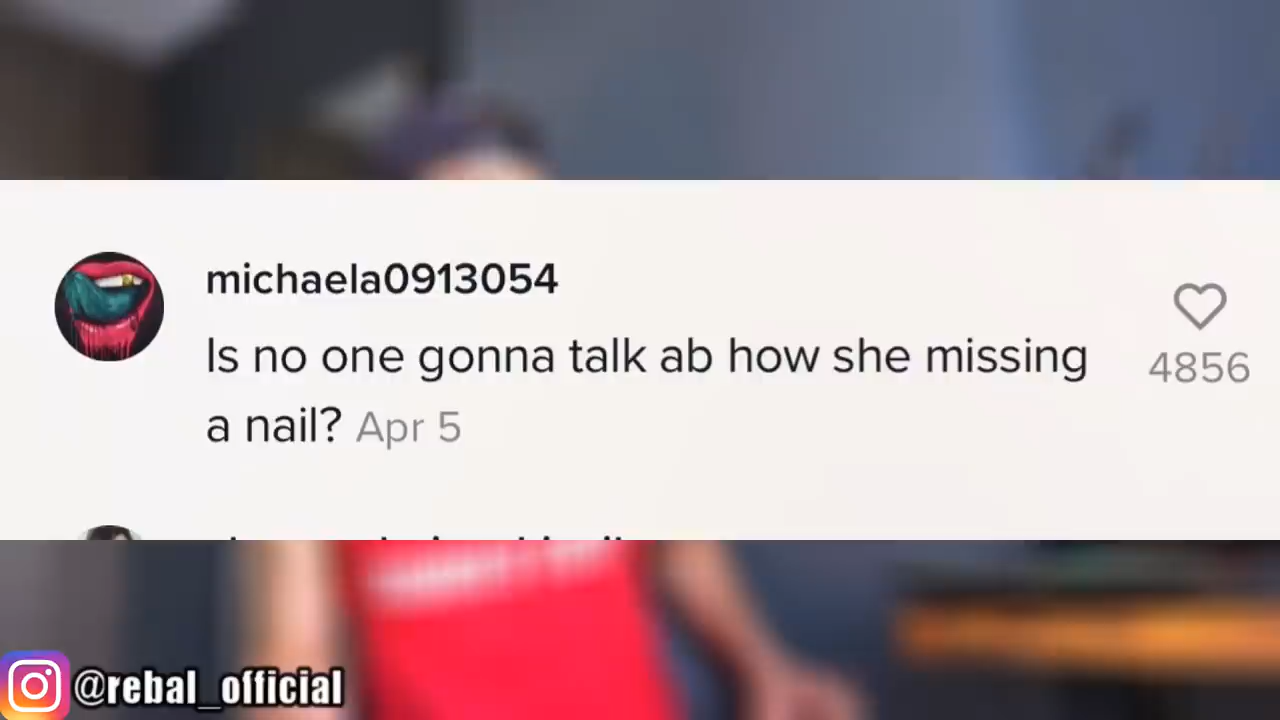 michaela0913054
Is no one gonna talk ab how she missing
4856
a nail? Apr 5
@rebal_official